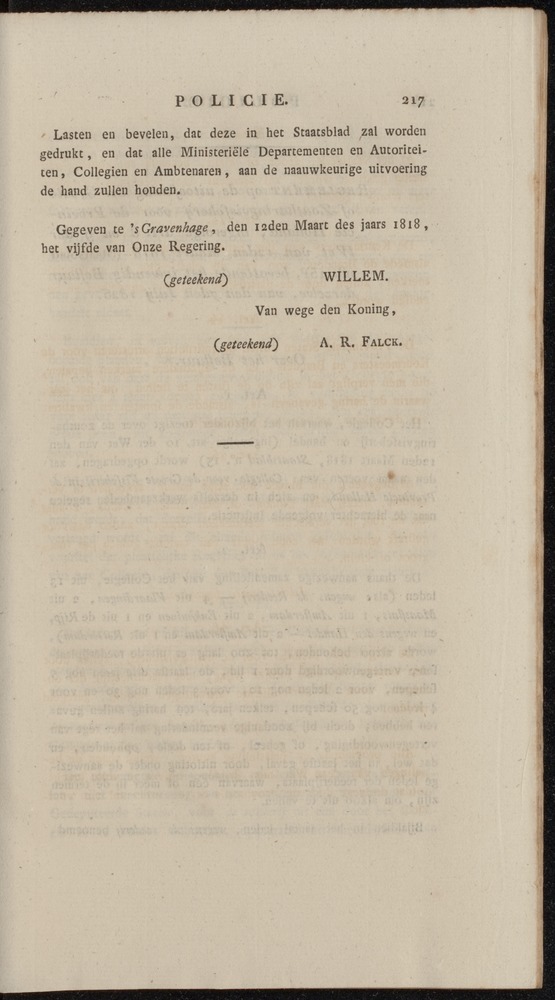 POLICIE. 217
Lasten en bevelen, dat deze in het Staatsblad zal worden
gedrukt, en dat alle Ministeriële Departementen en Autoritei-
ten, Collegien en Ambtenaren, aan de naauwkeurige uitvoering
de hand zullen houden.
Gegeven te 's Gravenhage, den 12den Maart des jaars 1818,
het vijfde van Onze Regering.
(geteekend) WILLEM.
Van wege den Koning,
(geteekend) A. R. FALCK.